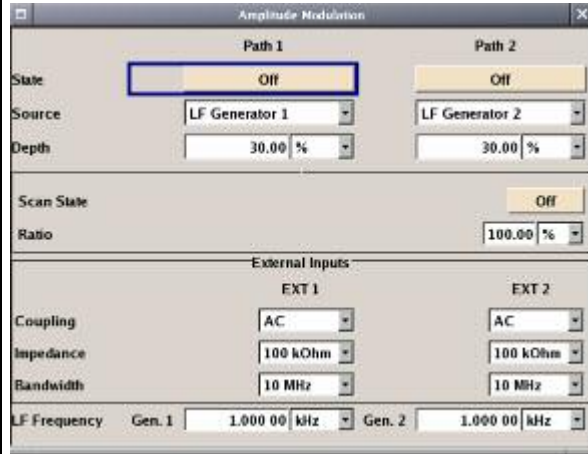 Amplitude Modulation
Path 1 Path 2
State Off Off
Source LF Generator 1 LF Generator 2
Depth 30.00 % 30.00 %
Scan State Off
Ratio 100.00 %
External Inputs
EXT 1 EXT 2
Coupling AC AC
Impedance 100 kOhm 100 kOhm
Bandwidth 10 MHz 10 MHz
LF Frequency Gen. 1 1.000 00 kHz Gen. 2 1.000 00 kHz